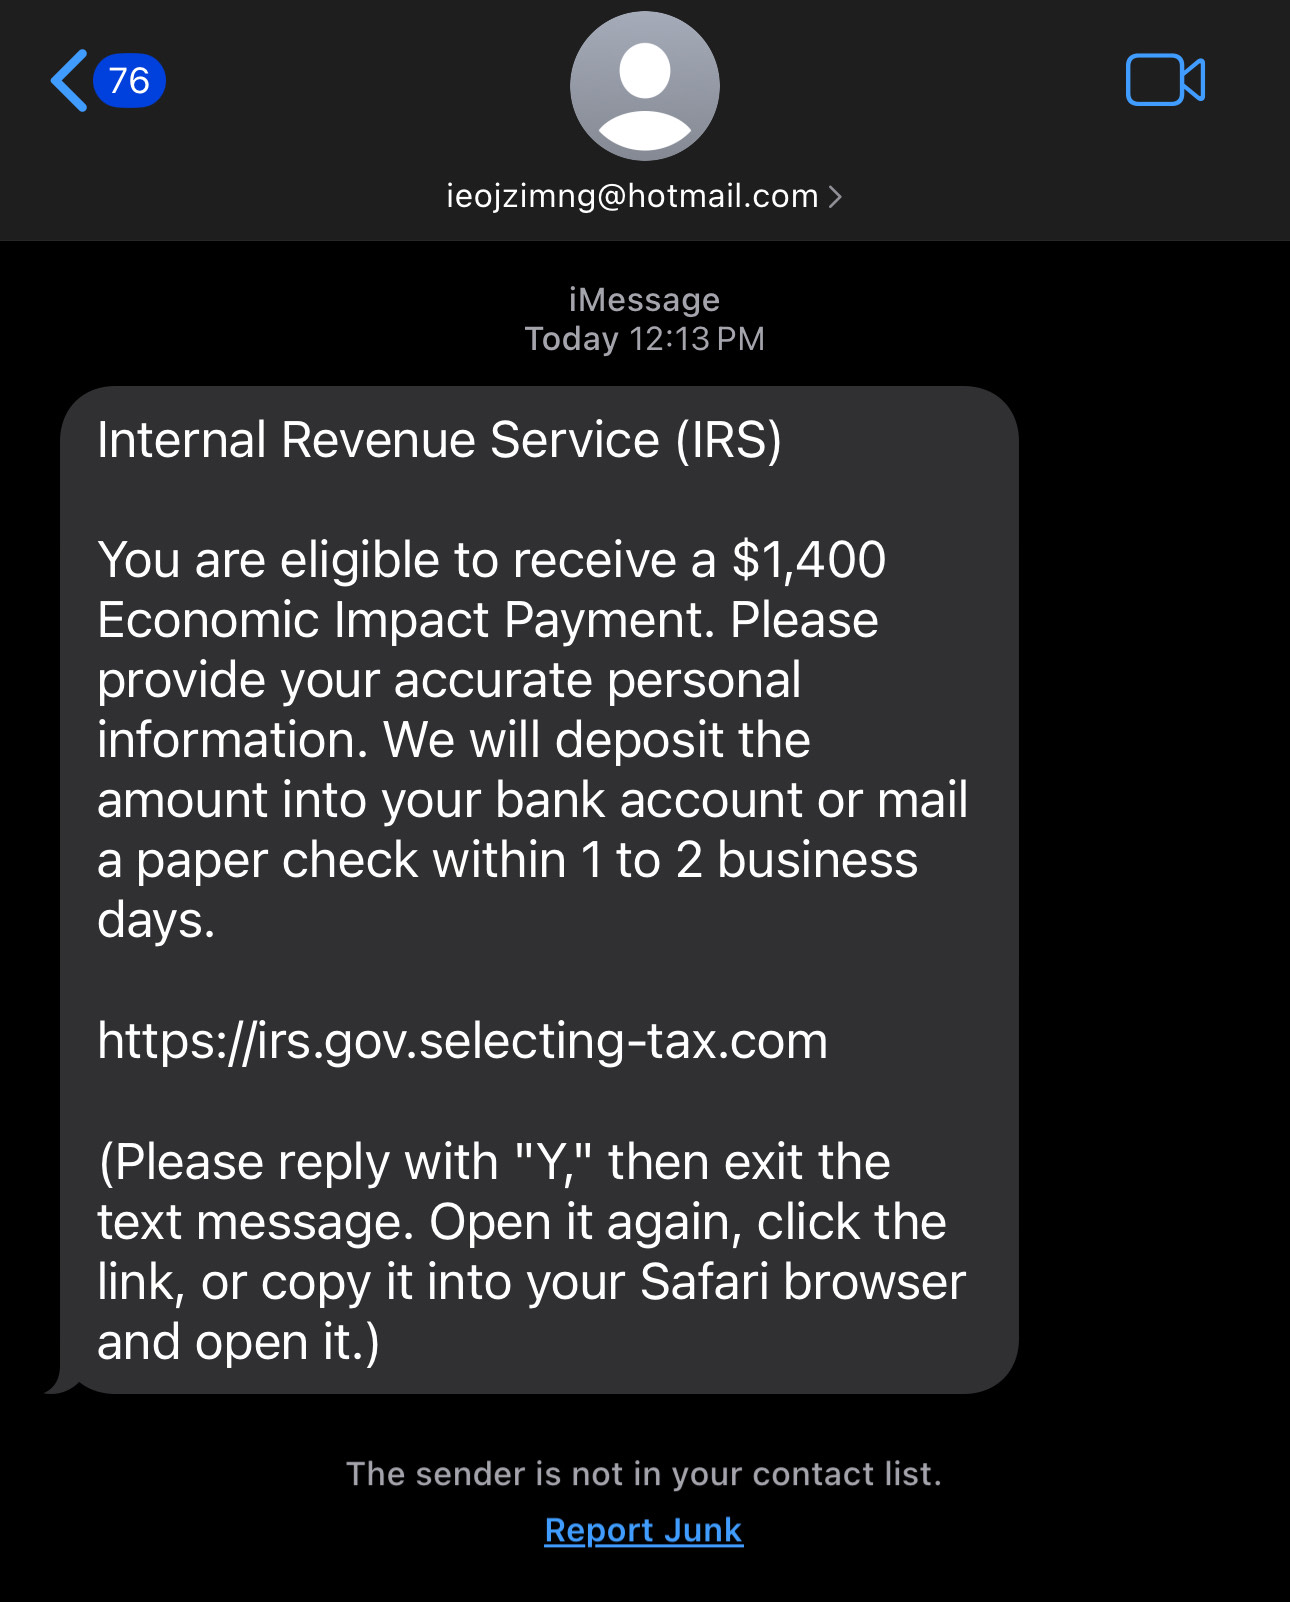 76
ieojzimng@hotmail.com
iMessage
Today 12:13 PM
Internal Revenue Service (IRS)
You are eligible to receive a $1,400
Economic Impact Payment. Please
provide your accurate personal
information. We will deposit the
amount into your bank account or mail
a paper check within 1 to 2 business
days.
https://irs.gov.selecting-tax.com
(Please reply with "Y," then exit the
text message. Open it again, click the
link, or copy it into your Safari browser
and open it.)
The sender is not in your contact list.
Report Junk